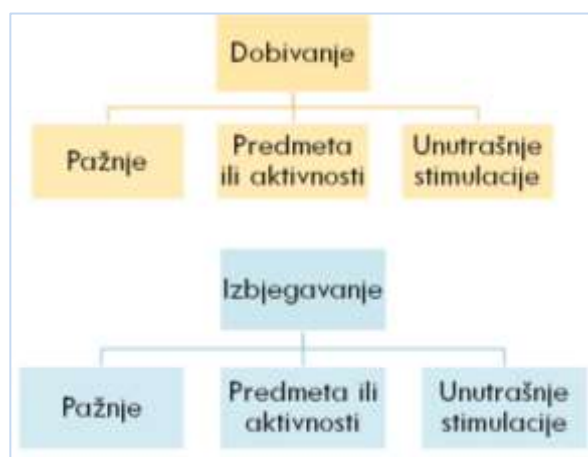 Dobivanje
Pažnje
Predmeta
ili aktivnosti
Unutrašnje
stimulacije
Izbjegavanje
Pažnje
Predmeta ili
aktivnosti
Unutrašnje
stimulacije